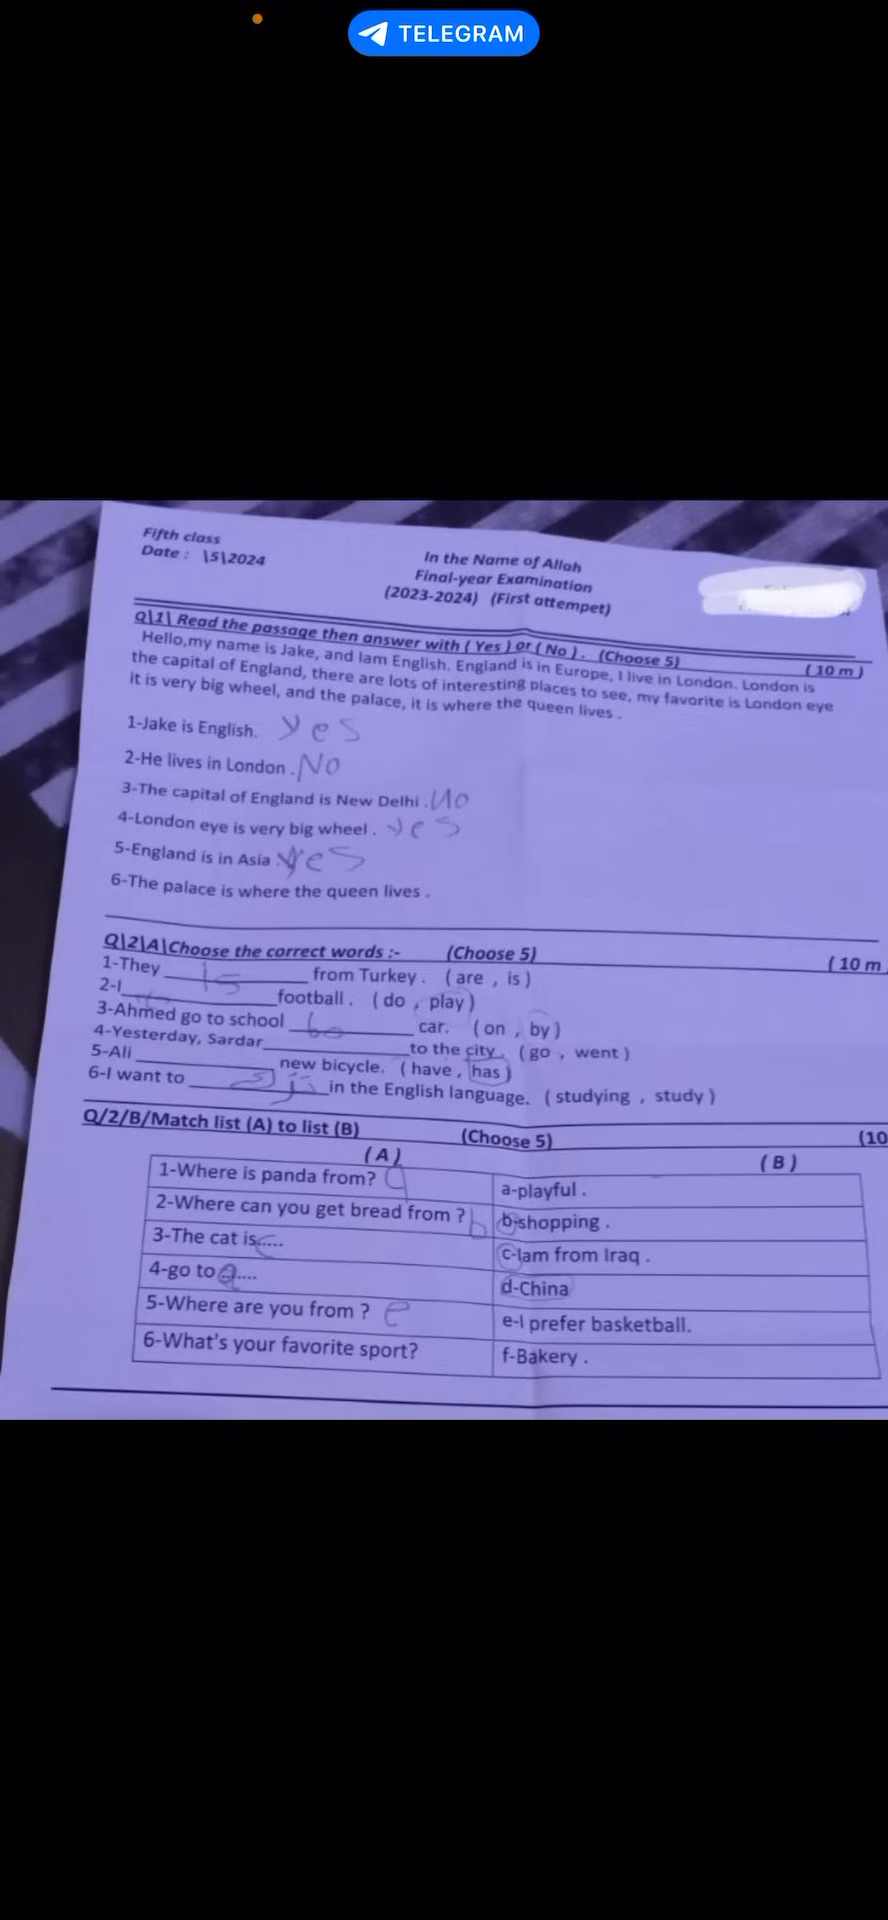 TELEGRAM
Fifth class
Date : \5\2024
In the Name of Allah
Final-year Examination
(2023-2024) (First attempet)
Q\1\ Read the passage then answer with ( Yes ) or ( No ) . (Choose 5) ( 10 m )
Hello,my name is Jake, and Iam English. England is in Europe, I live in London. London is
the capital of England, there are lots of interesting places to see, my favorite is London eye
it is very big wheel, and the palace, it is where the queen lives .
1-Jake is English. Yes
2-He lives in London . No
3-The capital of England is New Delhi . No
4-London eye is very big wheel . yes
5-England is in Asia . yes
6-The palace is where the queen lives .
Q\2\A\Choose the correct words :- (Choose 5) ( 10 m
1-They ____ is ____ from Turkey . ( are , is )
2-I ________ football . ( do , play )
3-Ahmed go to school ________ car. ( on , by )
4-Yesterday, Sardar ________ to the city. ( go , went )
5-Ali ________ new bicycle. ( have , has )
6-I want to ________ in the English language. ( studying , study )
Q/2/B/Match list (A) to list (B) (Choose 5) (10
( A ) ( B )
1-Where is panda from? a-playful .
2-Where can you get bread from ? b b-shopping .
3-The cat is..... c c-Iam from Iraq .
4-go to ..... d-China
5-Where are you from ? e e-I prefer basketball.
6-What's your favorite sport? f-Bakery .